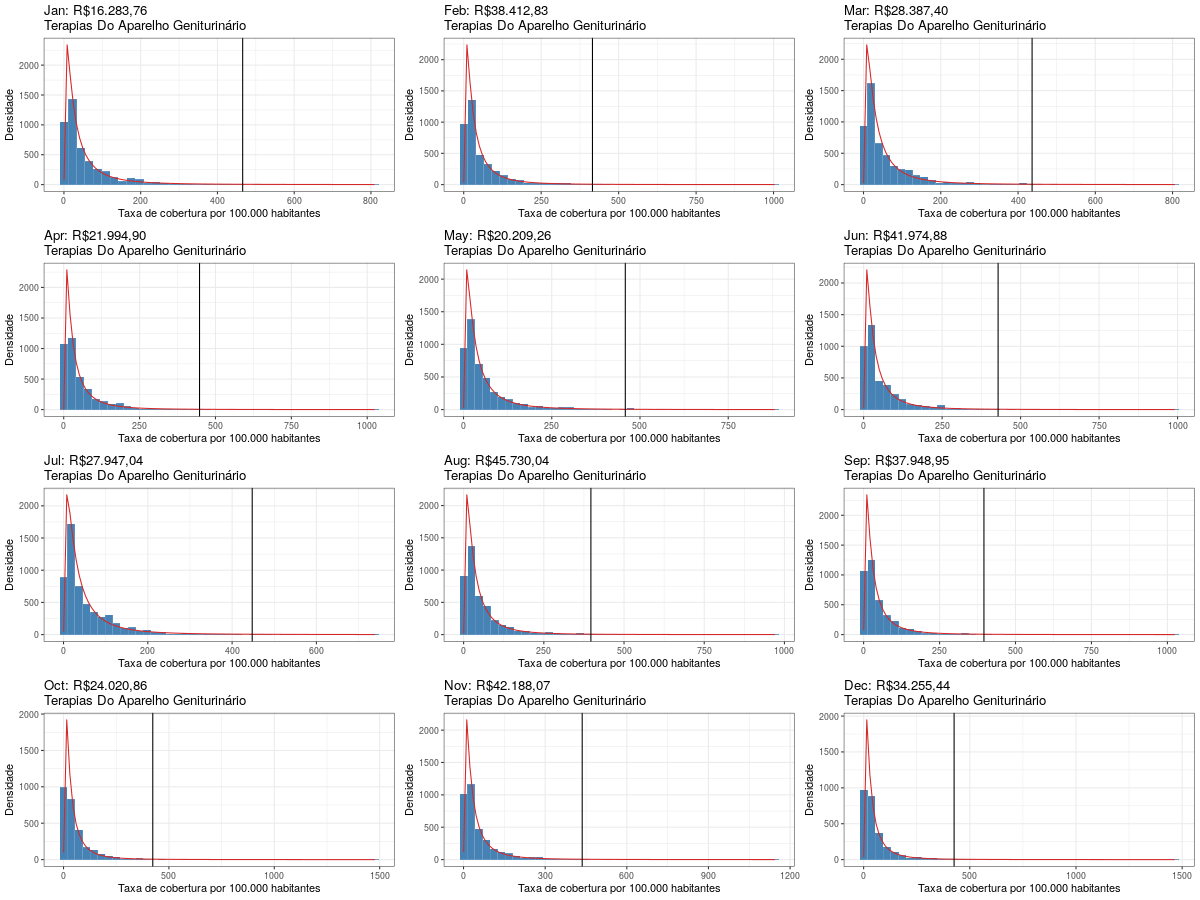 Jan: R$16.283,76
Terapias Do Aparelho Geniturinário
Densidade
2000
1500
1000
500
0
0 200 400 600 800
Taxa de cobertura por 100.000 habitantes
Feb: R$38.412,83
Terapias Do Aparelho Geniturinário
Densidade
2000
1500
1000
500
0
0 250 500 750 1000
Taxa de cobertura por 100.000 habitantes
Mar: R$28.387,40
Terapias Do Aparelho Geniturinário
Densidade
2000
1500
1000
500
0
0 200 400 600 800
Taxa de cobertura por 100.000 habitantes
Apr: R$21.994,90
Terapias Do Aparelho Geniturinário
Densidade
2000
1500
1000
500
0
0 250 500 750 1000
Taxa de cobertura por 100.000 habitantes
May: R$20.209,26
Terapias Do Aparelho Geniturinário
Densidade
2000
1500
1000
500
0
0 250 500 750
Taxa de cobertura por 100.000 habitantes
Jun: R$41.974,88
Terapias Do Aparelho Geniturinário
Densidade
2000
1500
1000
500
0
0 250 500 750 1000
Taxa de cobertura por 100.000 habitantes
Jul: R$27.947,04
Terapias Do Aparelho Geniturinário
Densidade
2000
1500
1000
500
0
0 200 400 600
Taxa de cobertura por 100.000 habitantes
Aug: R$45.730,04
Terapias Do Aparelho Geniturinário
Densidade
2000
1500
1000
500
0
0 250 500 750 1000
Taxa de cobertura por 100.000 habitantes
Sep: R$37.948,95
Terapias Do Aparelho Geniturinário
Densidade
2000
1500
1000
500
0
0 250 500 750 1000
Taxa de cobertura por 100.000 habitantes
Oct: R$24.020,86
Terapias Do Aparelho Geniturinário
Densidade
2000
1500
1000
500
0
0 500 1000 1500
Taxa de cobertura por 100.000 habitantes
Nov: R$42.188,07
Terapias Do Aparelho Geniturinário
Densidade
2000
1500
1000
500
0
0 300 600 900 1200
Taxa de cobertura por 100.000 habitantes
Dec: R$34.255,44
Terapias Do Aparelho Geniturinário
Densidade
2000
1500
1000
500
0
0 500 1000 1500
Taxa de cobertura por 100.000 habitantes